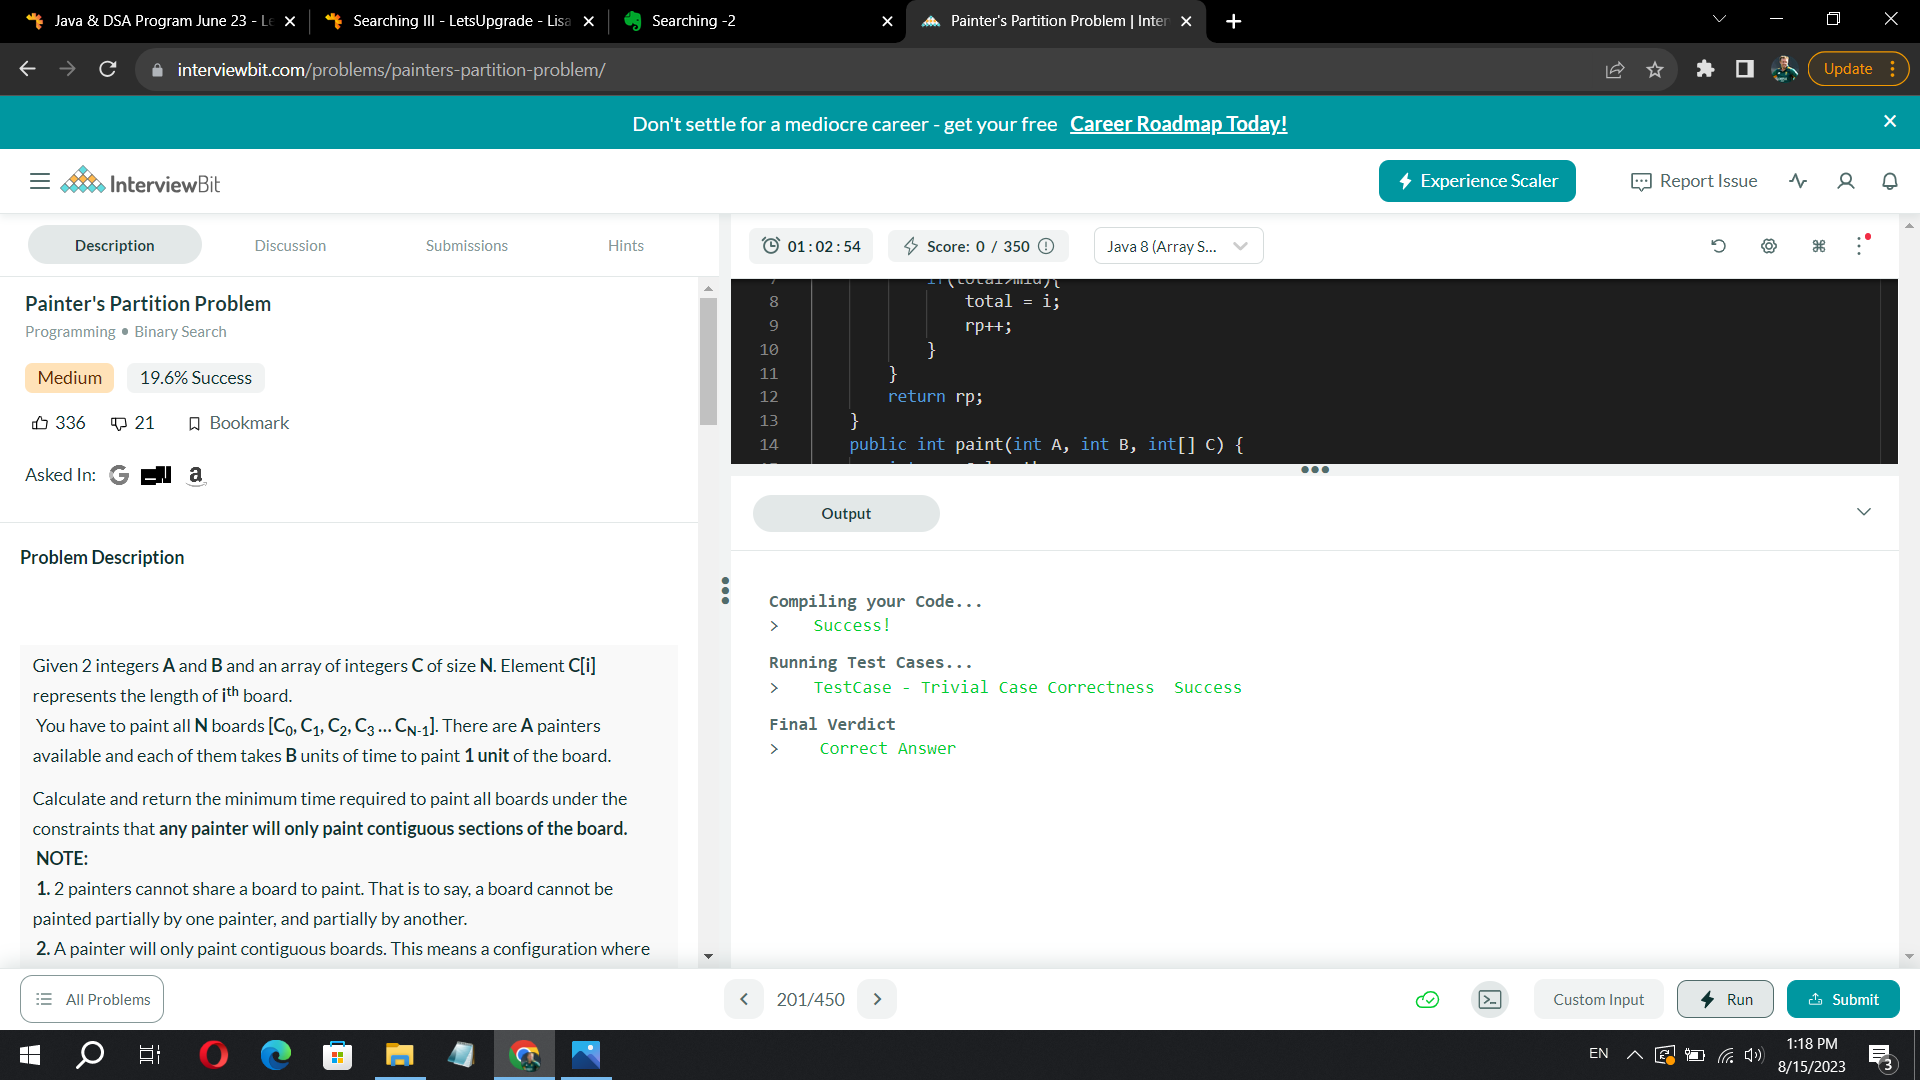 Java & DSA Program June 23 - Le
Searching III - LetsUpgrade - Lisa
Searching -2
Painter's Partition Problem | Inter
interviewbit.com/problems/painters-partition-problem/
Update
Don't settle for a mediocre career - get your free Career Roadmap Today!
InterviewBit
Experience Scaler
Report Issue
Description
Discussion
Submissions
Hints
01:02:54
Score: 0 / 350
Java 8 (Array S...
Painter's Partition Problem
Programming • Binary Search
Medium
19.6% Success
336
21
Bookmark
Asked In:
Problem Description
Given 2 integers A and B and an array of integers C of size N. Element C[i]
represents the length of ith board.
You have to paint all N boards [C0, C1, C2, C3 ... CN-1]. There are A painters
available and each of them takes B units of time to paint 1 unit of the board.
Calculate and return the minimum time required to paint all boards under the
constraints that any painter will only paint contiguous sections of the board.
NOTE:
1. 2 painters cannot share a board to paint. That is to say, a board cannot be
painted partially by one painter, and partially by another.
2. A painter will only paint contiguous boards. This means a configuration where
7 if(total>mid){
8 total = i;
9 rp++;
10 }
11 }
12 return rp;
13 }
14 public int paint(int A, int B, int[] C) {
Output
Compiling your Code...
> Success!
Running Test Cases...
> TestCase - Trivial Case Correctness Success
Final Verdict
> Correct Answer
All Problems
201/450
Custom Input
Run
Submit
EN
1:18 PM
8/15/2023
3